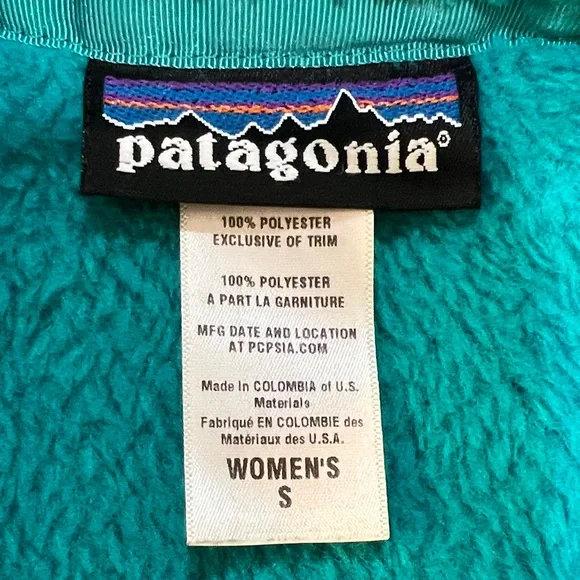 patagonia®
100% POLYESTER
EXCLUSIVE OF TRIM
100% POLYESTER
A PART LA GARNITURE
MFG DATE AND LOCATION
AT PCPSIA.COM
Made in COLOMBIA of U.S.
Materials
Fabriqué EN COLOMBIE des
Matériaux des U.S.A.
WOMEN'S
S